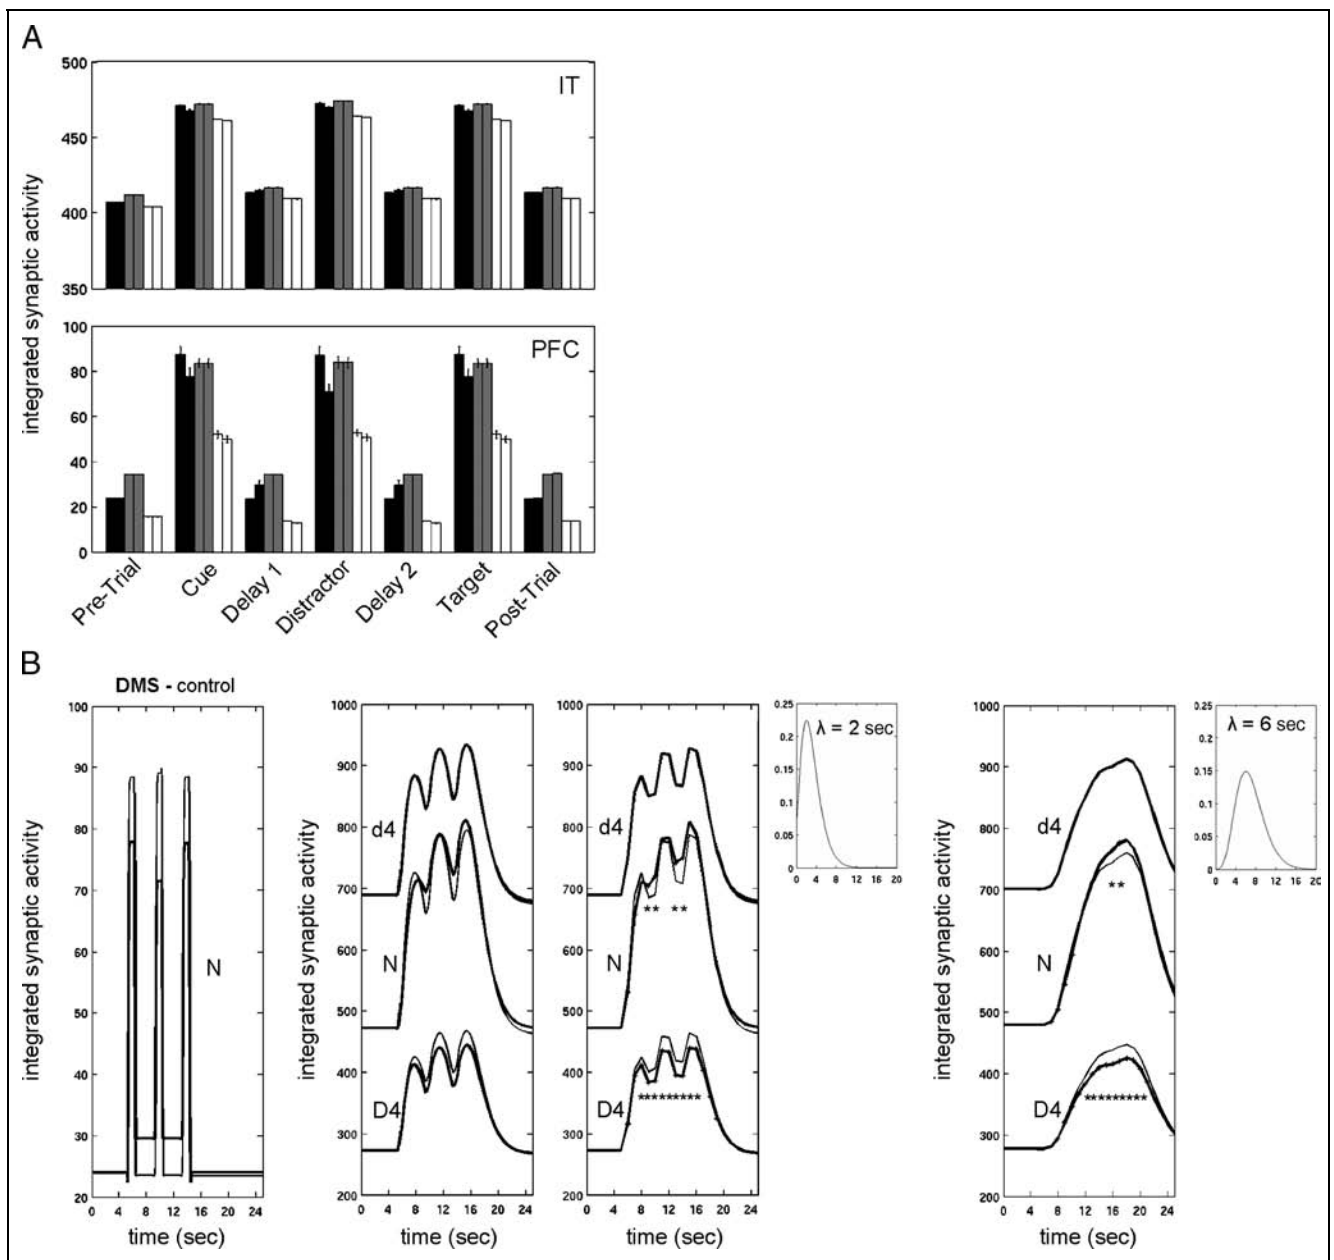 A
500
IT
450
400
350
integrated synaptic activity
100
PFC
80
60
40
20
0
integrated synaptic activity
Pre-Trial
Cue
Delay 1
Distractor
Delay 2
Target
Post-Trial
B
DMS - control
100
90
80
70
60
50
40
30
20
N
0 4 8 12 16 20 24
time (sec)
integrated synaptic activity
1000
900
800
700
600
500
400
300
200
d4
N
D4
0 4 8 12 16 20 24
time (sec)
integrated synaptic activity
1000
900
800
700
600
500
400
300
200
d4
N
** **
D4
**********
0 4 8 12 16 20 24
time (sec)
integrated synaptic activity
0.25
0.2
0.15
0.1
0.05
0
λ = 2 sec
0 4 8 12 16 20
1000
900
800
700
600
500
400
300
200
d4
N
**
D4
*********
0 4 8 12 16 20 24
time (sec)
integrated synaptic activity
0.25
0.2
0.15
0.1
0.05
0
λ = 6 sec
0 4 8 12 16 20